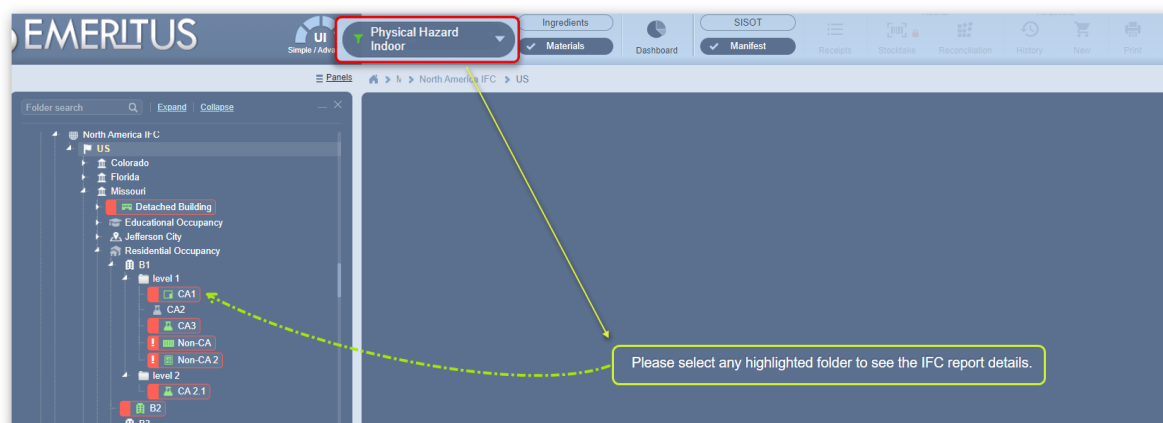 EMERITUS
UI
Simple / Adva
Physical Hazard
Indoor
Ingredients
Materials
Dashboard
SISOT
Manifest
Receipts
Stocktake
Reconciliation
History
New
Print
Panels
North America IFC > US
Folder search
Expand
Collapse
North America IFC
US
Colorado
Florida
Missouri
Detached Building
Educational Occupancy
Jefferson City
Residential Occupancy
B1
level 1
CA1
CA2
CA3
Non-CA
Non-CA 2
level 2
CA 2.1
B2
Please select any highlighted folder to see the IFC report details.